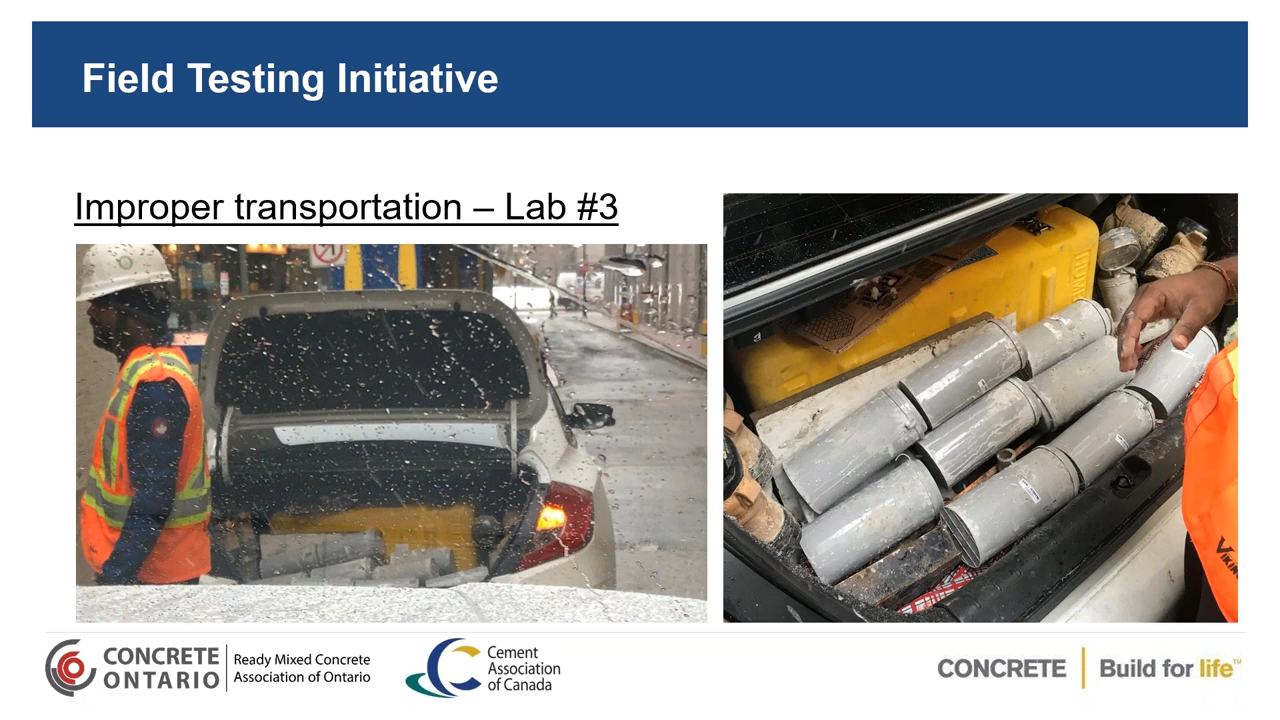 Field Testing Initiative
Improper transportation – Lab #3
CONCRETE
ONTARIO
Ready Mixed Concrete
Association of Ontario
Cement
Association
of Canada
CONCRETE
Build for life™